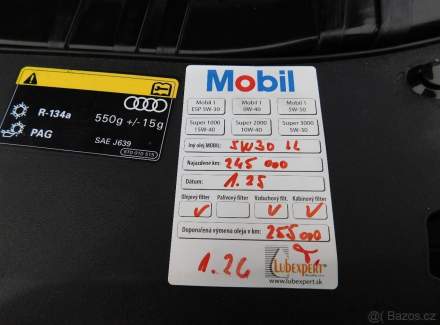 R-134a
550g +/-15g
PAG
SAE J639
Mobil
Mobil 1 ESP 5W-30
Mobil 1 0W-40
Mobil 1 5W-50
Super 1000 15W-40
Super 2000 10W-40
Super 3000 5W-30
Iný olej MOBIL: 5W30 LL
Najazdené km: 245 000
Dátum: 1.25
Olejový filter
Palivový filter
Vzduchový filter
Kabínový filter
Doporučená výmena oleja v km: 255 000
1.26
LUBEXPERT®
www.lubexpert.sk
© Bazos.cz